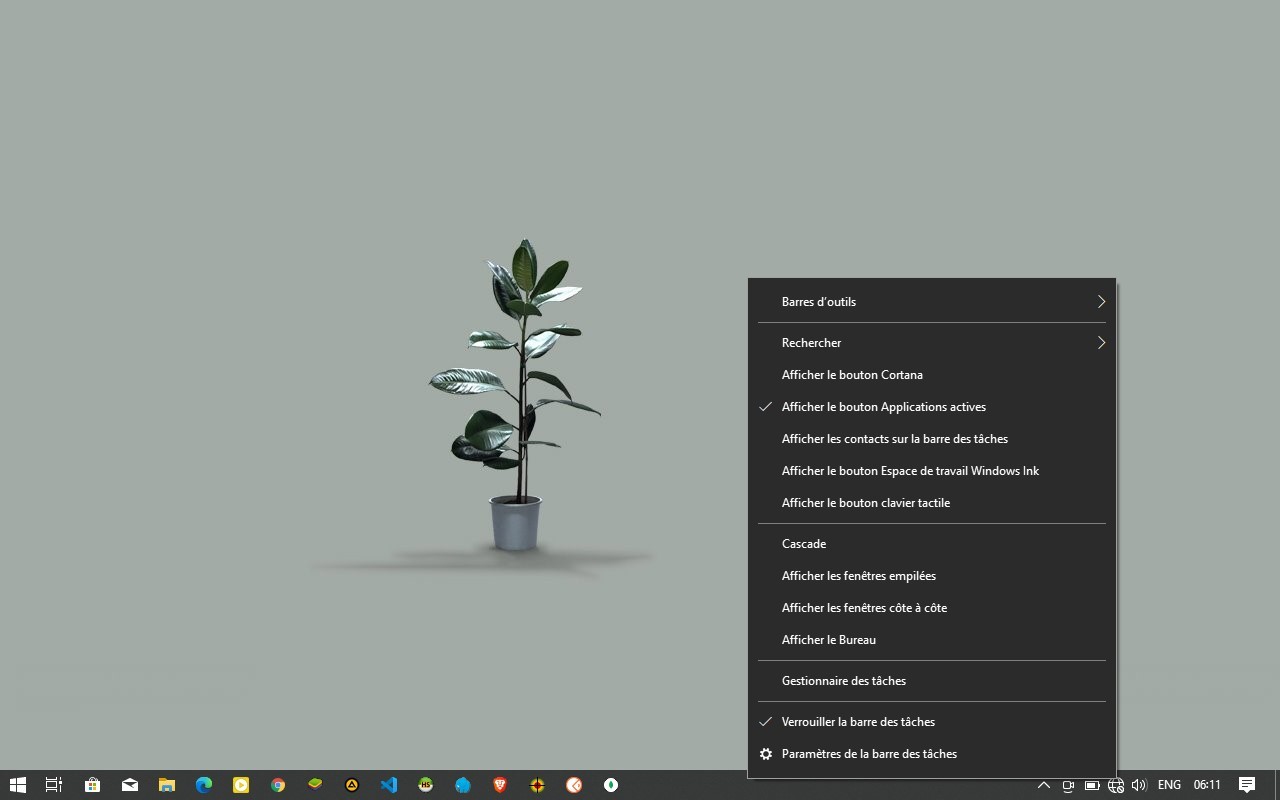 Barres d'outils
Rechercher
Afficher le bouton Cortana
Afficher le bouton Applications actives
Afficher les contacts sur la barre des tâches
Afficher le bouton Espace de travail Windows Ink
Afficher le bouton clavier tactile
Cascade
Afficher les fenêtres empilées
Afficher les fenêtres côte à côte
Afficher le Bureau
Gestionnaire des tâches
Verrouiller la barre des tâches
Paramètres de la barre des tâches
HS ENG 06:11